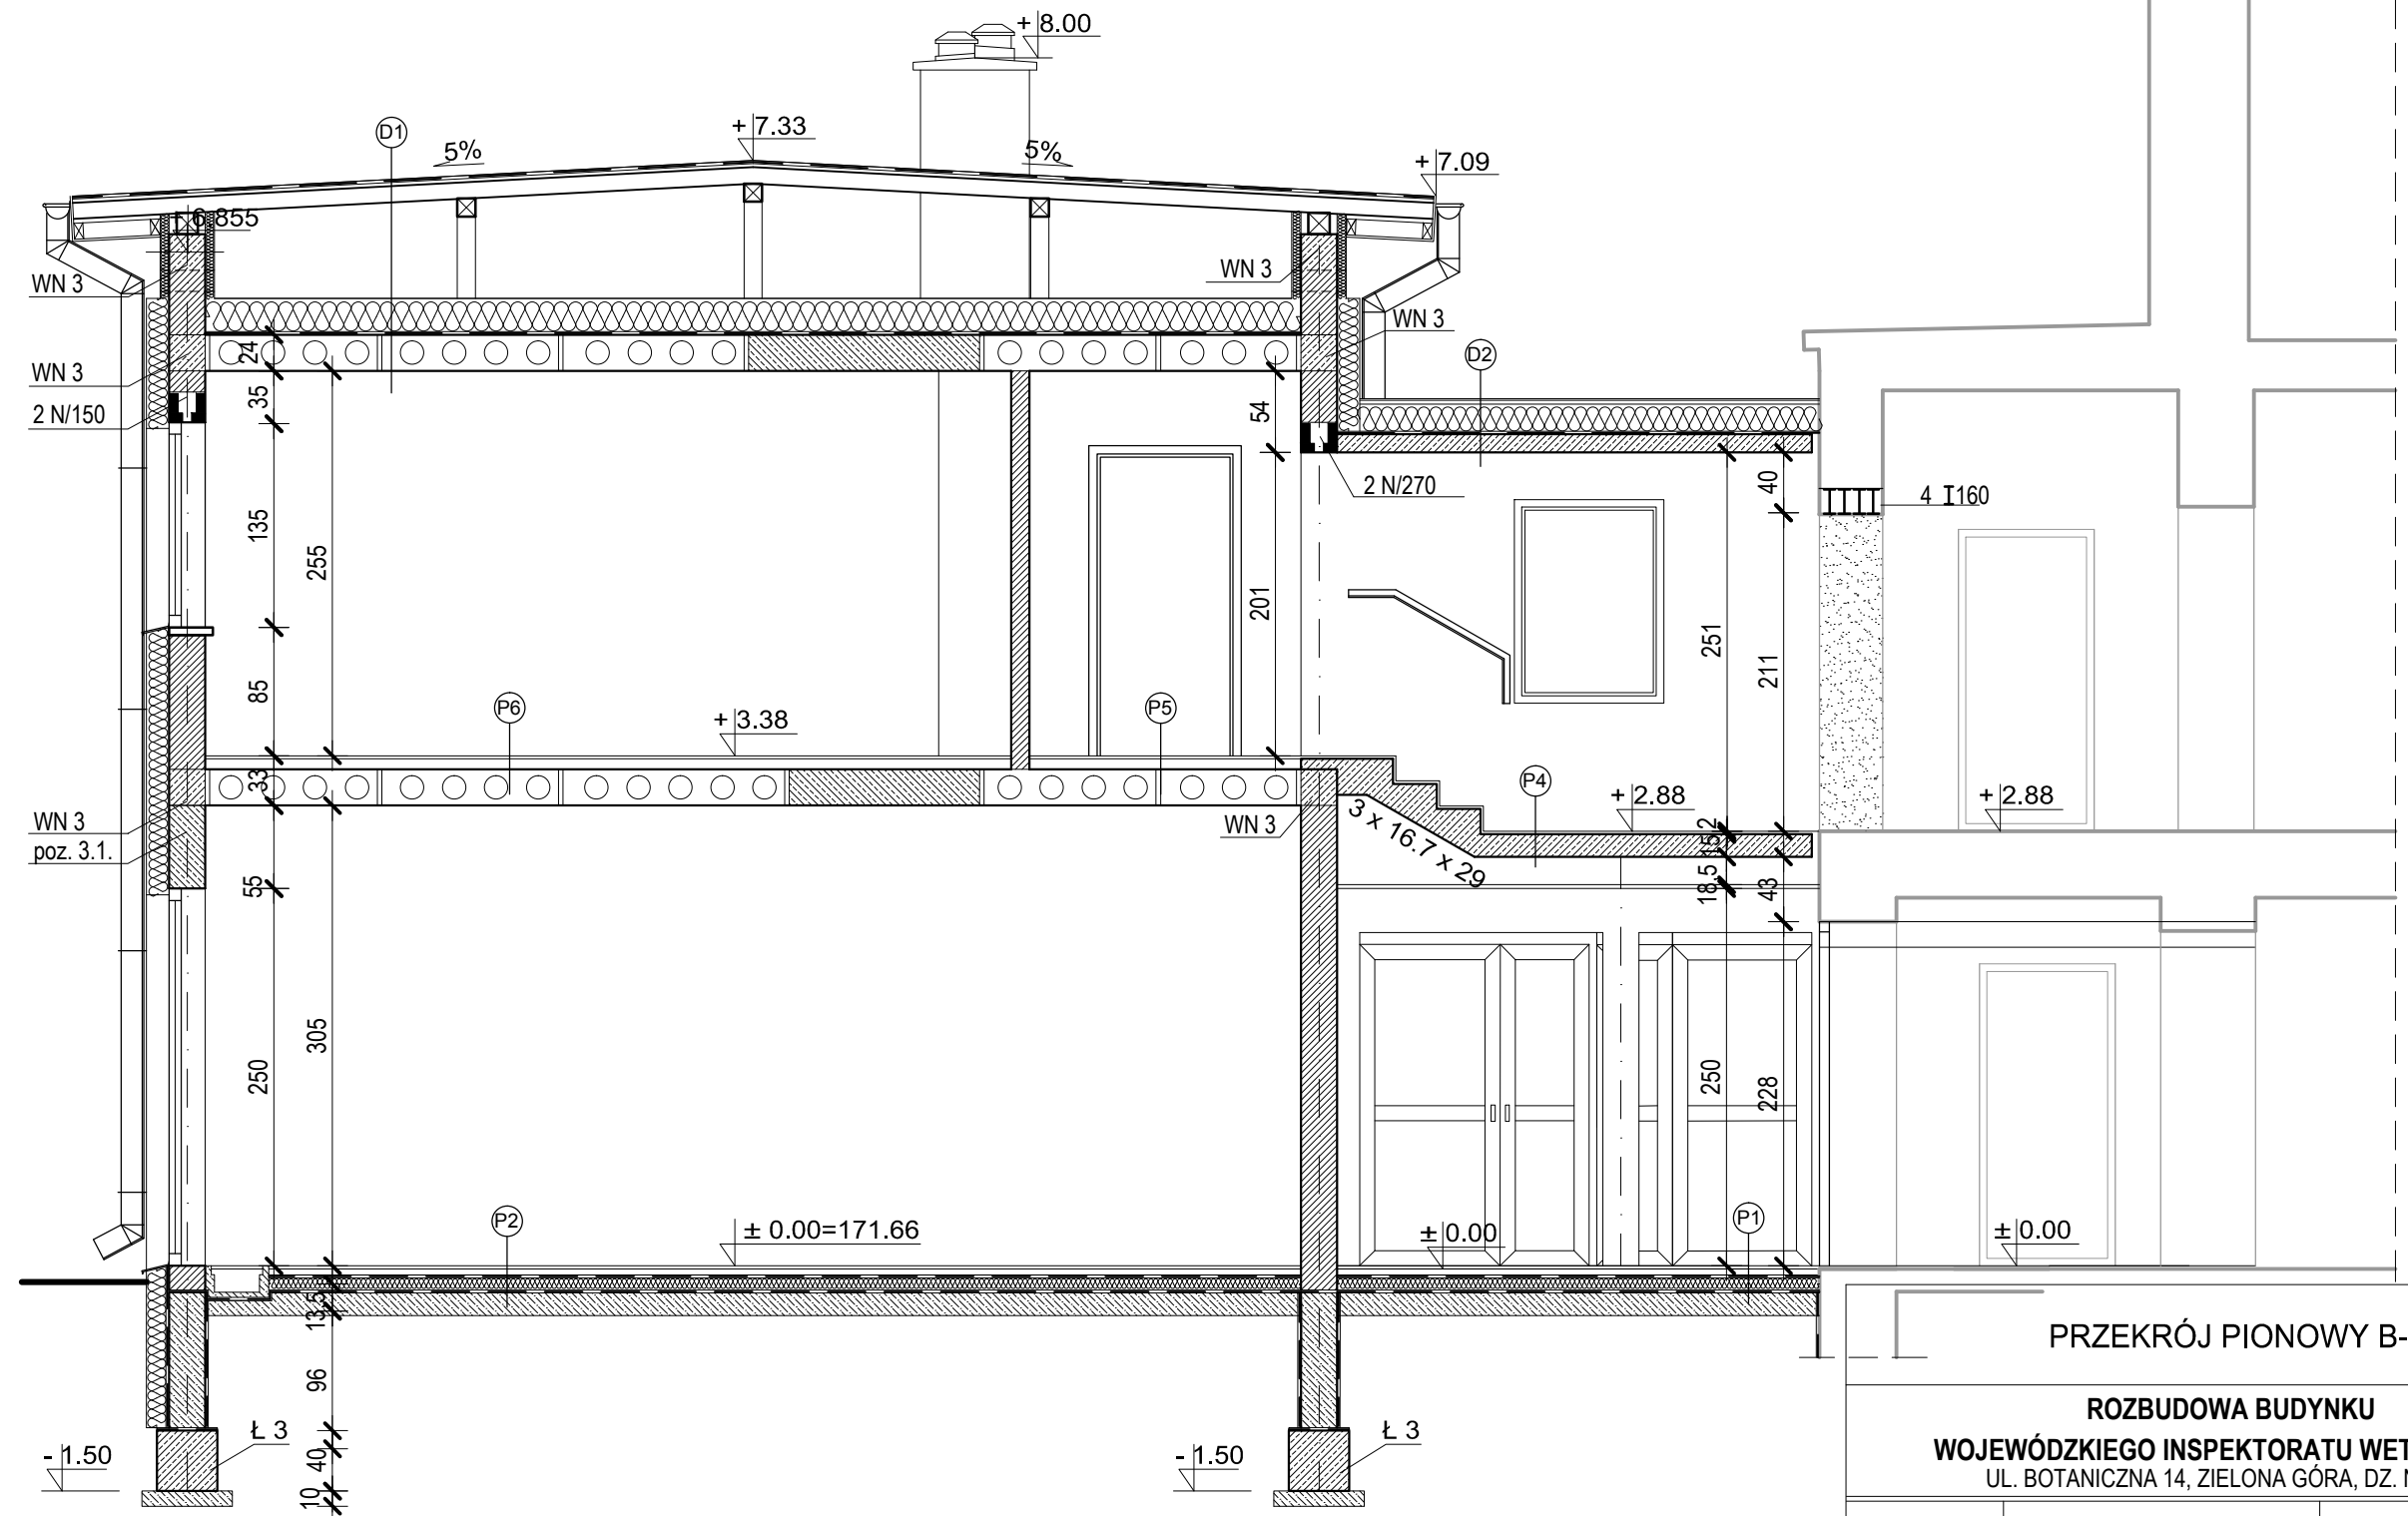 + 8.00
D1
+ 7.33
5%
5%
+ 7.09
6.855
WN 3
WN 3
WN 3
D2
WN 3
2 N/150
24
35
54
2 N/270
40
4 I160
135
255
201
251
211
85
P6
+ 3.38
P5
33
P4
+ 2.88
+ 2.88
WN 3
poz. 3.1.
WN 3
3 x 16.7 x 29
2
15
18,5
43
55
250
305
250
228
P2
± 0.00=171.66
± 0.00
P1
± 0.00
13,5
96
Ł 3
Ł 3
- 1.50
- 1.50
40
10
PRZEKRÓJ PIONOWY B-
ROZBUDOWA BUDYNKU
WOJEWÓDZKIEGO INSPEKTORATU WET
UL. BOTANICZNA 14, ZIELONA GÓRA, DZ.